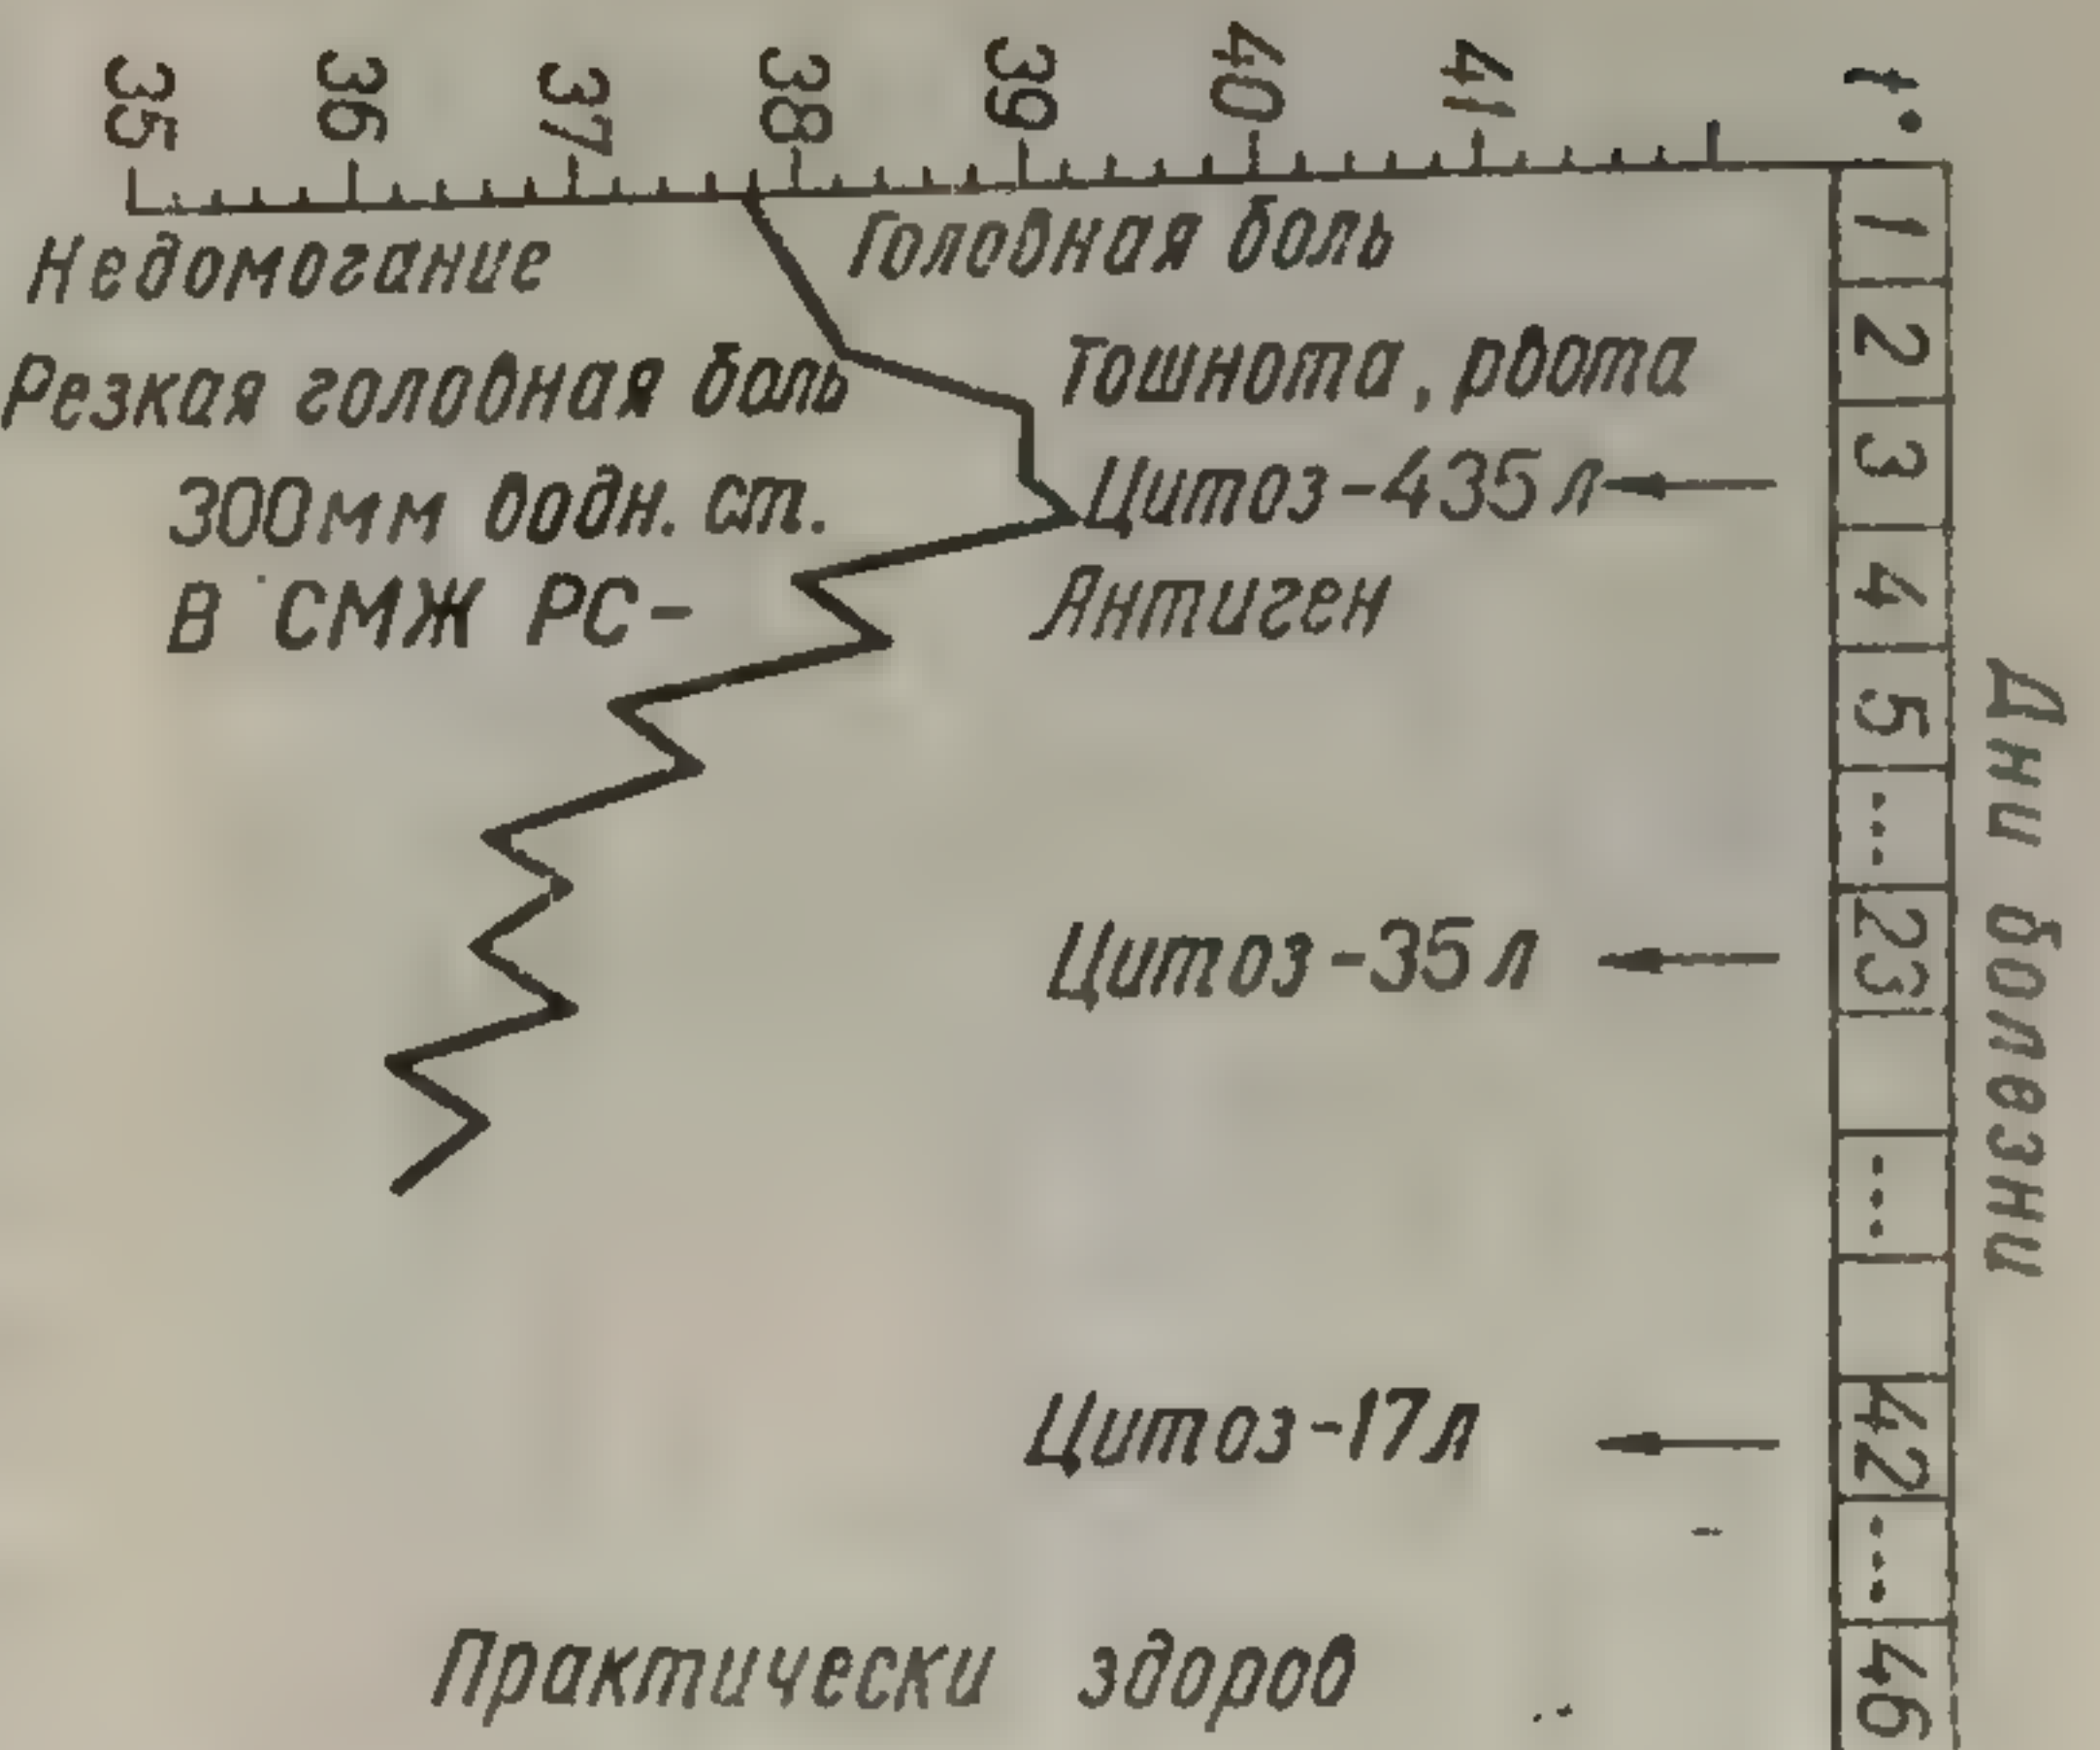 35 36 37 38 39 40 41 t°
Недомогание Головная боль 1
Резкая головная боль Тошнота, рвота 2
300мм водн. ст. Цитоз-435 л 3
В СМЖ РС- Антиген 4
5
...
Цитоз-35 л 23
...
Цитоз-17 л 42
...
Практически здоров 46
Дни болезни